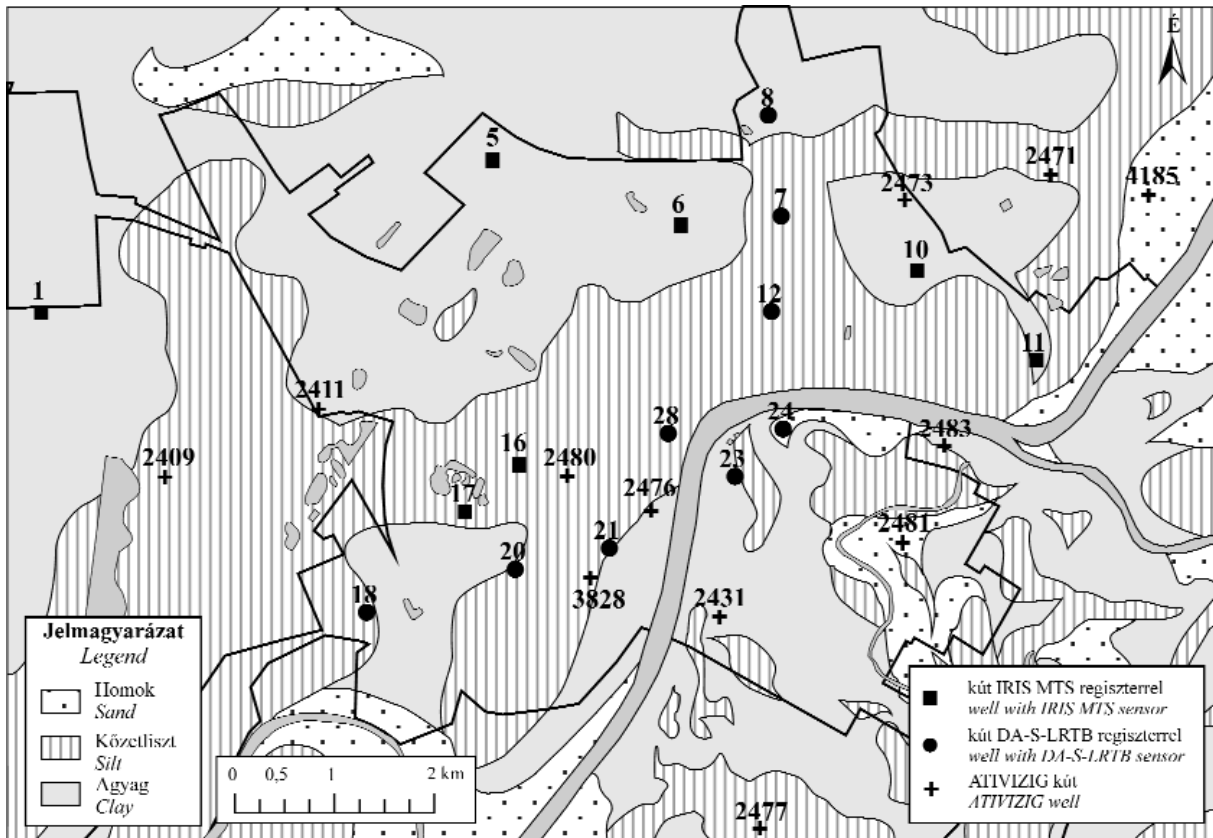 É
8
5
2471
2473
4185
6
7
10
1
12
11
2411
28
24
2483
2409
16
2480
23
17
2476
2481
21
20
3828
18
2431
Jelmagyarázat
Legend
Homok
Sand
Kőzetliszt
Silt
Agyag
Clay
0 0,5 1 2 km
kút IRIS MTS regiszterrel
well with IRIS MTS sensor
kút DA-S-LRTB regiszterrel
well with DA-S-LRTB sensor
ATIVIZIG kút
ATIVIZIG well
2477